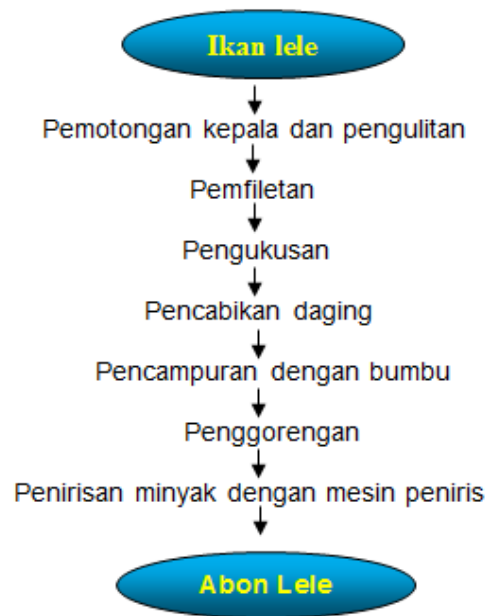 Ikan lele
Pemotongan kepala dan pengulitan
Pemfiletan
Pengukusan
Pencabikan daging
Pencampuran dengan bumbu
Penggorengan
Penirisan minyak dengan mesin peniris
Abon Lele